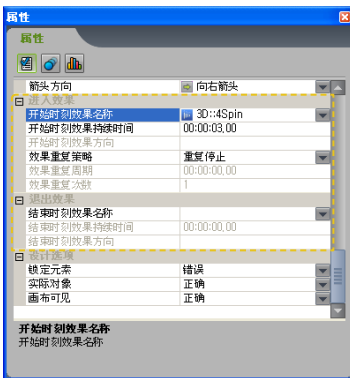 属性
属性
箭头方向 向右箭头
进入效果
开始时刻效果名称 3D::4Spin
开始时刻效果持续时间 00:00:03,00
开始时刻效果方向
效果重复策略 重复停止
效果重复周期 00:00:00,00
效果重复次数 1
退出效果
结束时刻效果名称
结束时刻效果持续时间 00:00:00,00
结束时刻效果方向
设计选项
锁定元素 错误
实际对象 正确
画布可见 正确
开始时刻效果名称
开始时刻效果名称